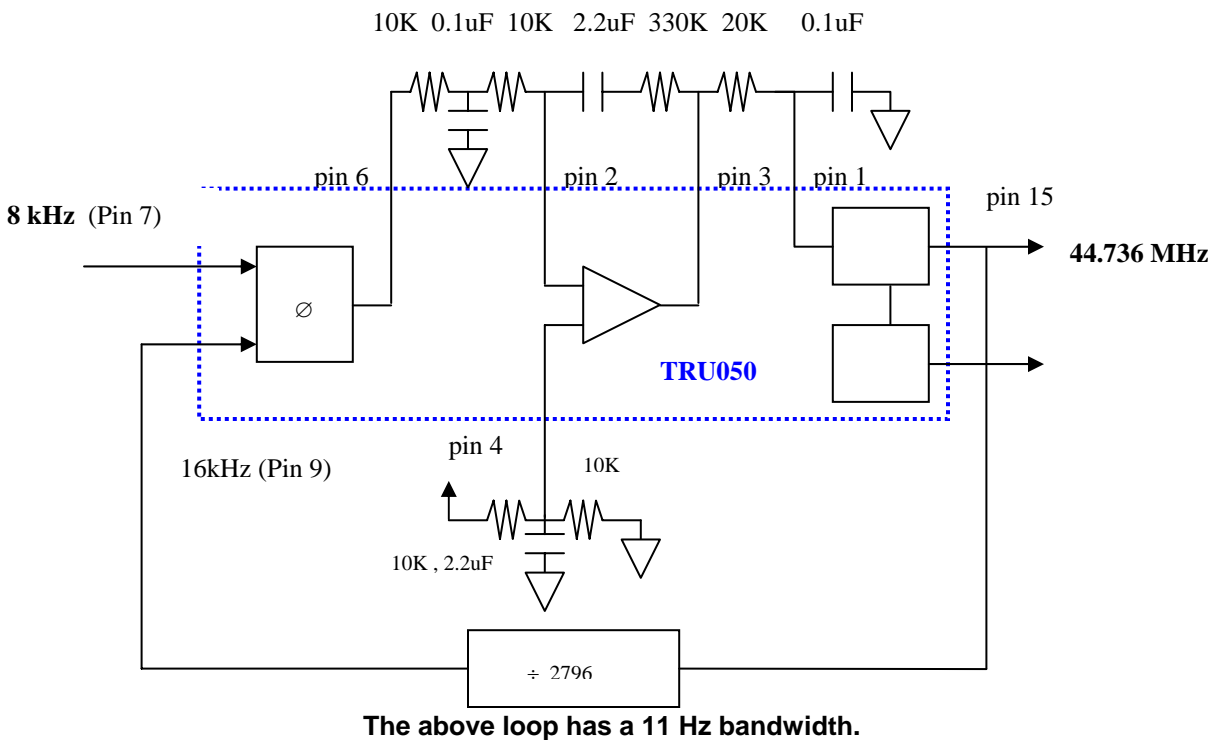 10K 0.1uF 10K 2.2uF 330K 20K 0.1uF
pin 6 pin 2 pin 3 pin 1
pin 15
8 kHz (Pin 7)
44.736 MHz
∅
TRU050
pin 4
16kHz (Pin 9)
10K
10K , 2.2uF
÷ 2796
The above loop has a 11 Hz bandwidth.